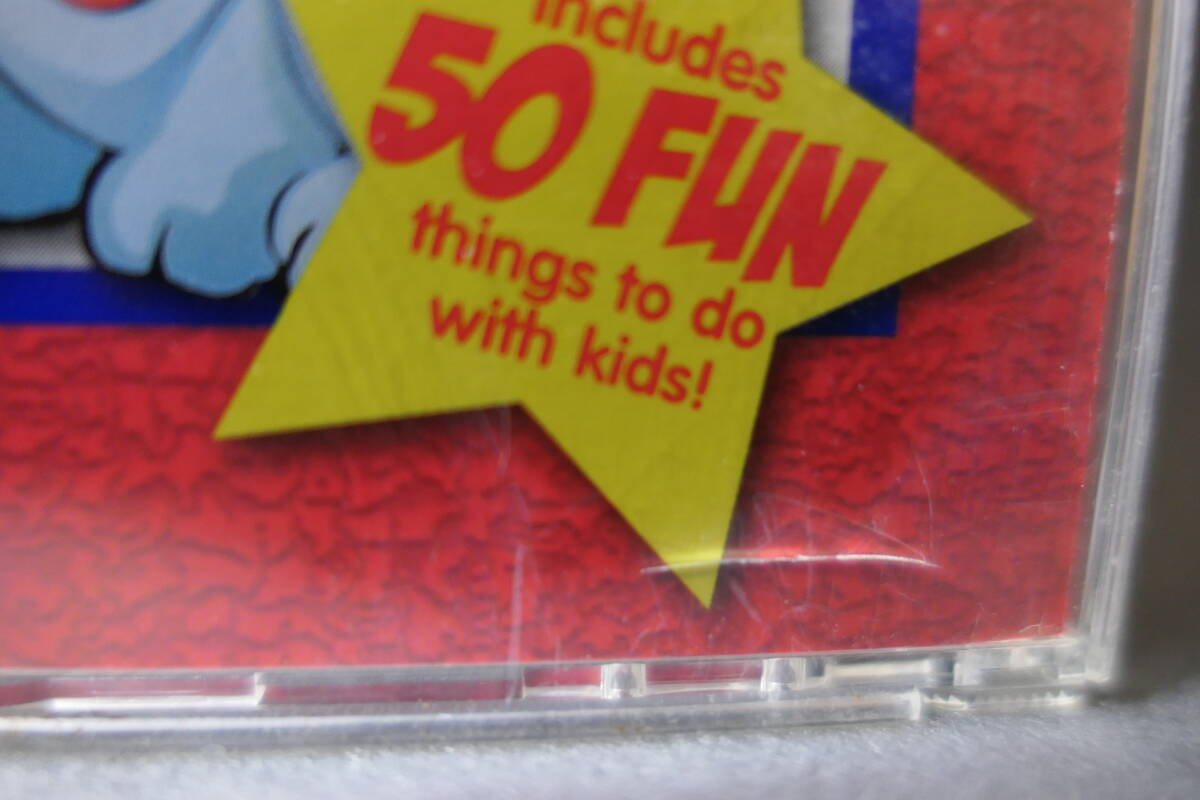 includes
50 FUN
things to do
with kids!